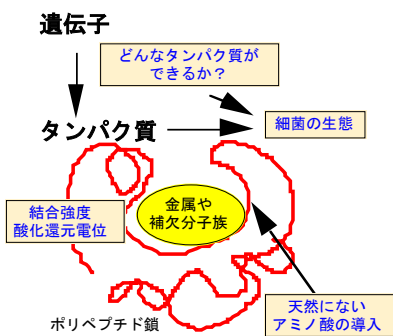 遺伝子
どんなタンパク質が
できるか？
タンパク質
細菌の生態
結合強度
酸化還元電位
金属や
補欠分子族
ポリペプチド鎖
天然にない
アミノ酸の導入